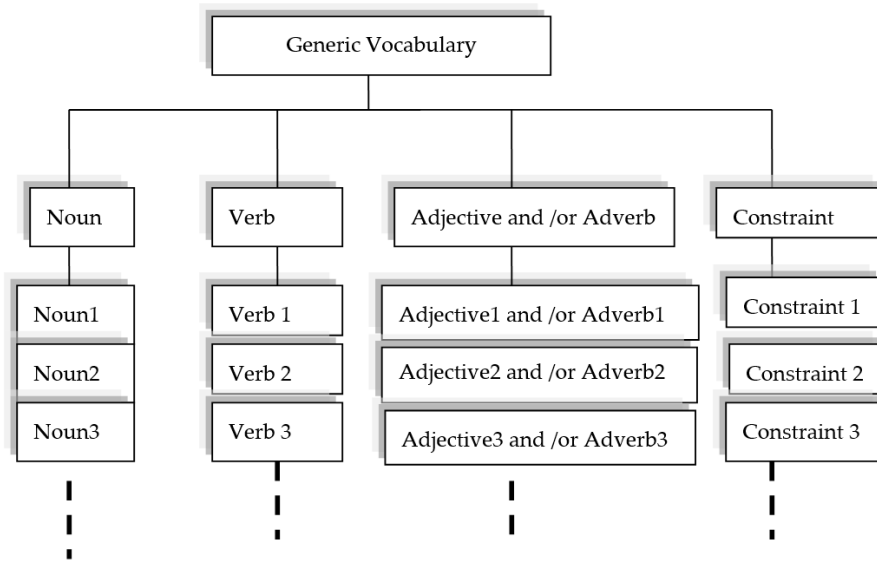 Generic Vocabulary
Noun
Verb
Adjective and /or Adverb
Constraint
Noun1
Verb 1
Adjective1 and /or Adverb1
Constraint 1
Noun2
Verb 2
Adjective2 and /or Adverb2
Constraint 2
Noun3
Verb 3
Adjective3 and /or Adverb3
Constraint 3